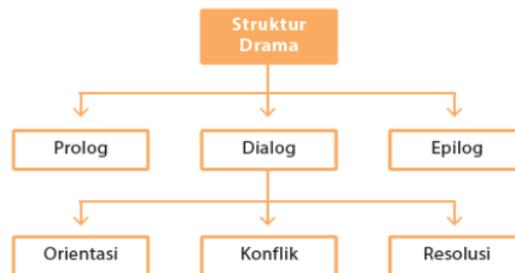 Struktur
Drama
Prolog
Dialog
Epilog
Orientasi
Konflik
Resolusi